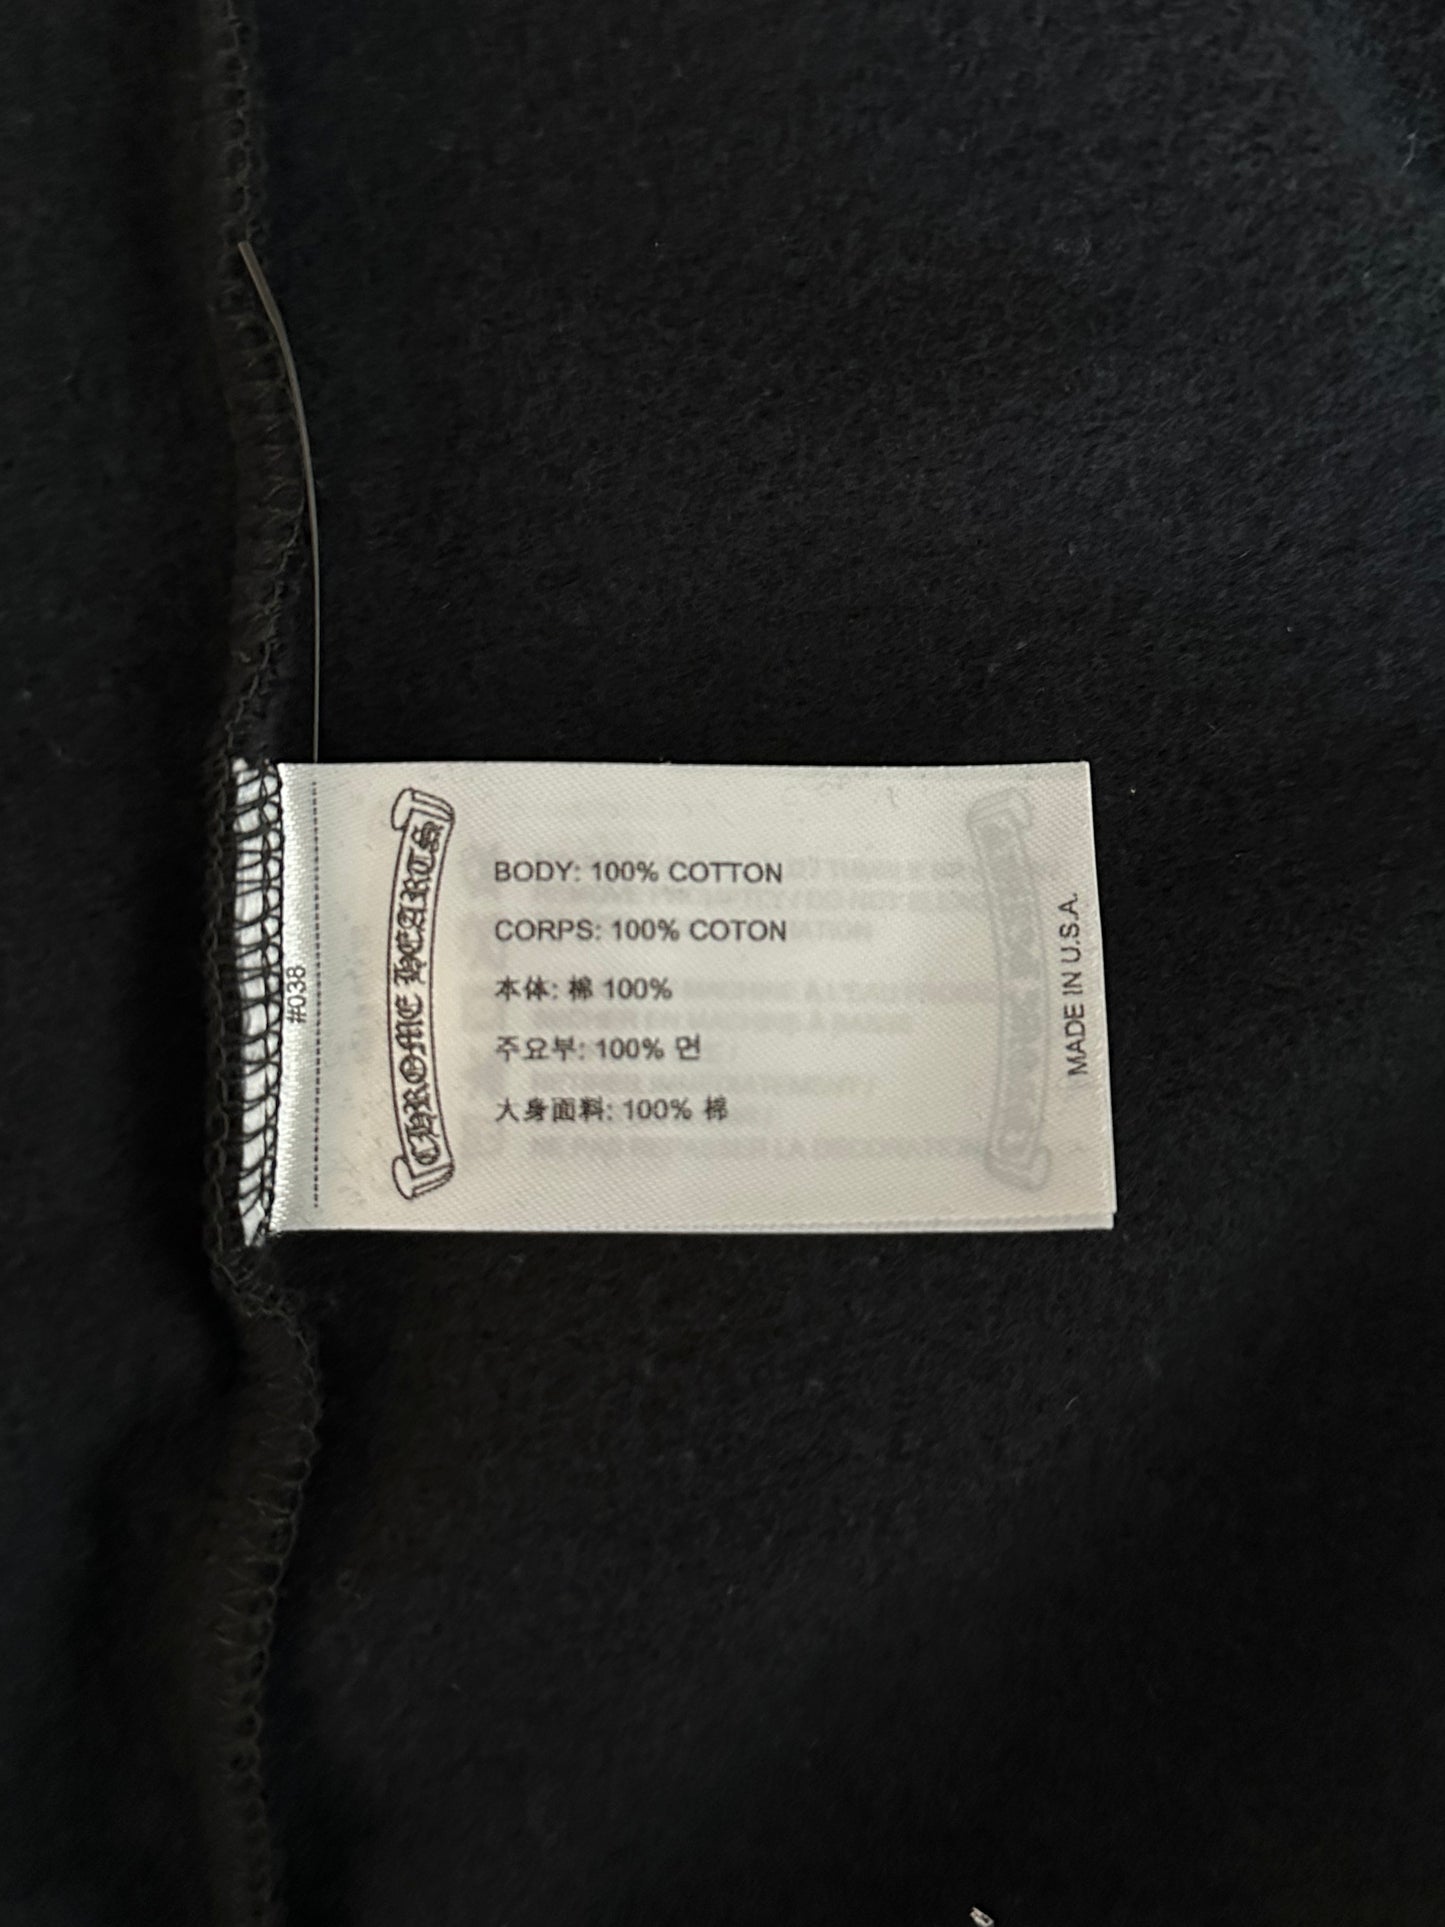 #038
CHROME HEARTS
BODY: 100% COTTON
CORPS: 100% COTON
本体: 棉 100%
주요부: 100% 면
大身面料: 100% 棉
MADE IN U.S.A.